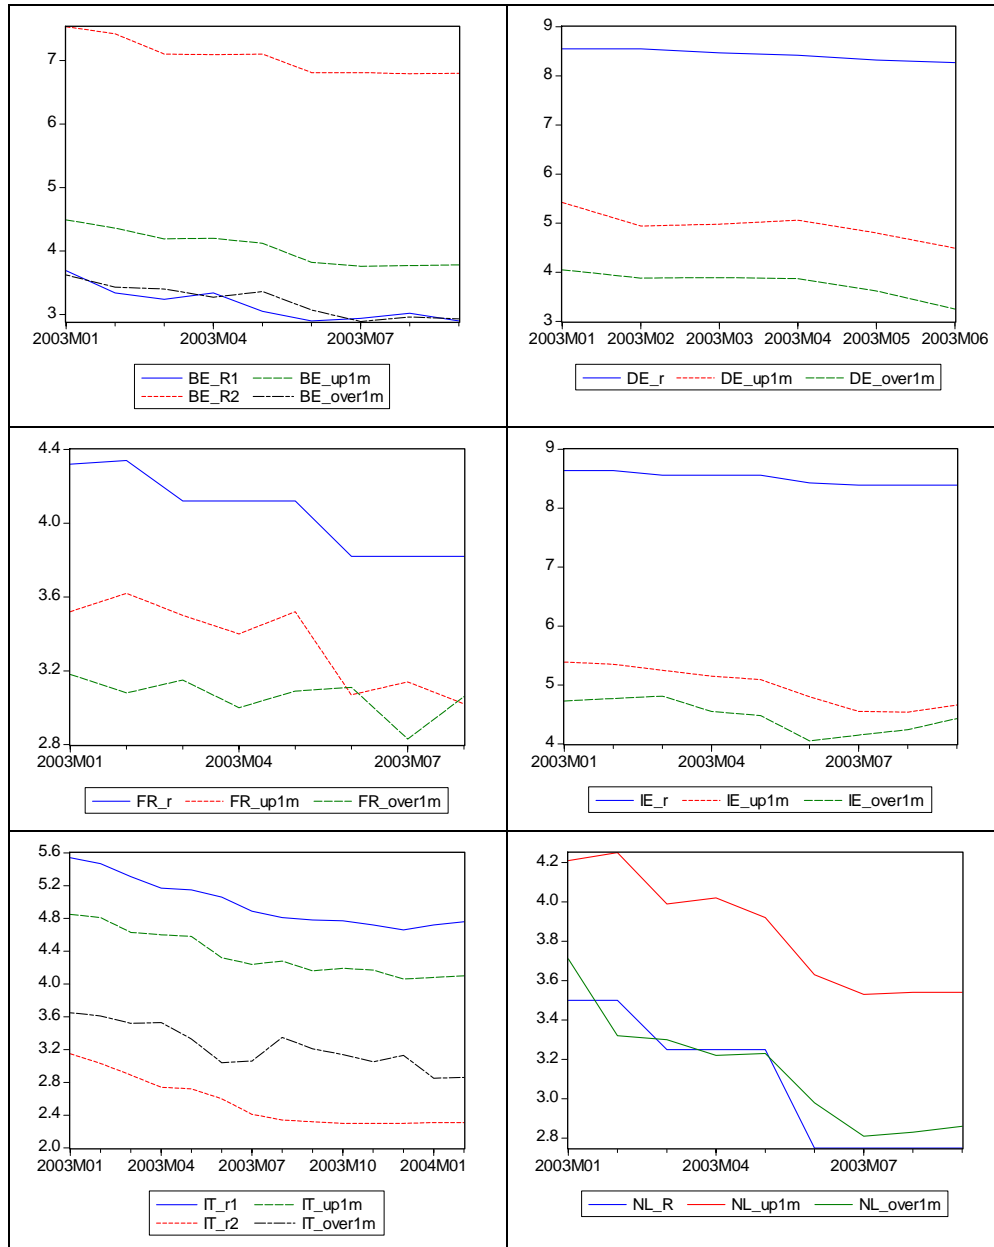 7
6
5
4
3
2003M01 2003M04 2003M07
BE_R1 BE_up1m
BE_R2 BE_over1m
9
8
7
6
5
4
3
2003M01 2003M02 2003M03 2003M04 2003M05 2003M06
DE_r DE_up1m DE_over1m
4.4
4.0
3.6
3.2
2.8
2003M01 2003M04 2003M07
FR_r FR_up1m FR_over1m
9
8
7
6
5
4
2003M01 2003M04 2003M07
IE_r IE_up1m IE_over1m
5.6
5.2
4.8
4.4
4.0
3.6
3.2
2.8
2.4
2.0
2003M01 2003M04 2003M07 2003M10 2004M01
IT_r1 IT_up1m
IT_r2 IT_over1m
4.2
4.0
3.8
3.6
3.4
3.2
3.0
2.8
2003M01 2003M04 2003M07
NL_R NL_up1m NL_over1m